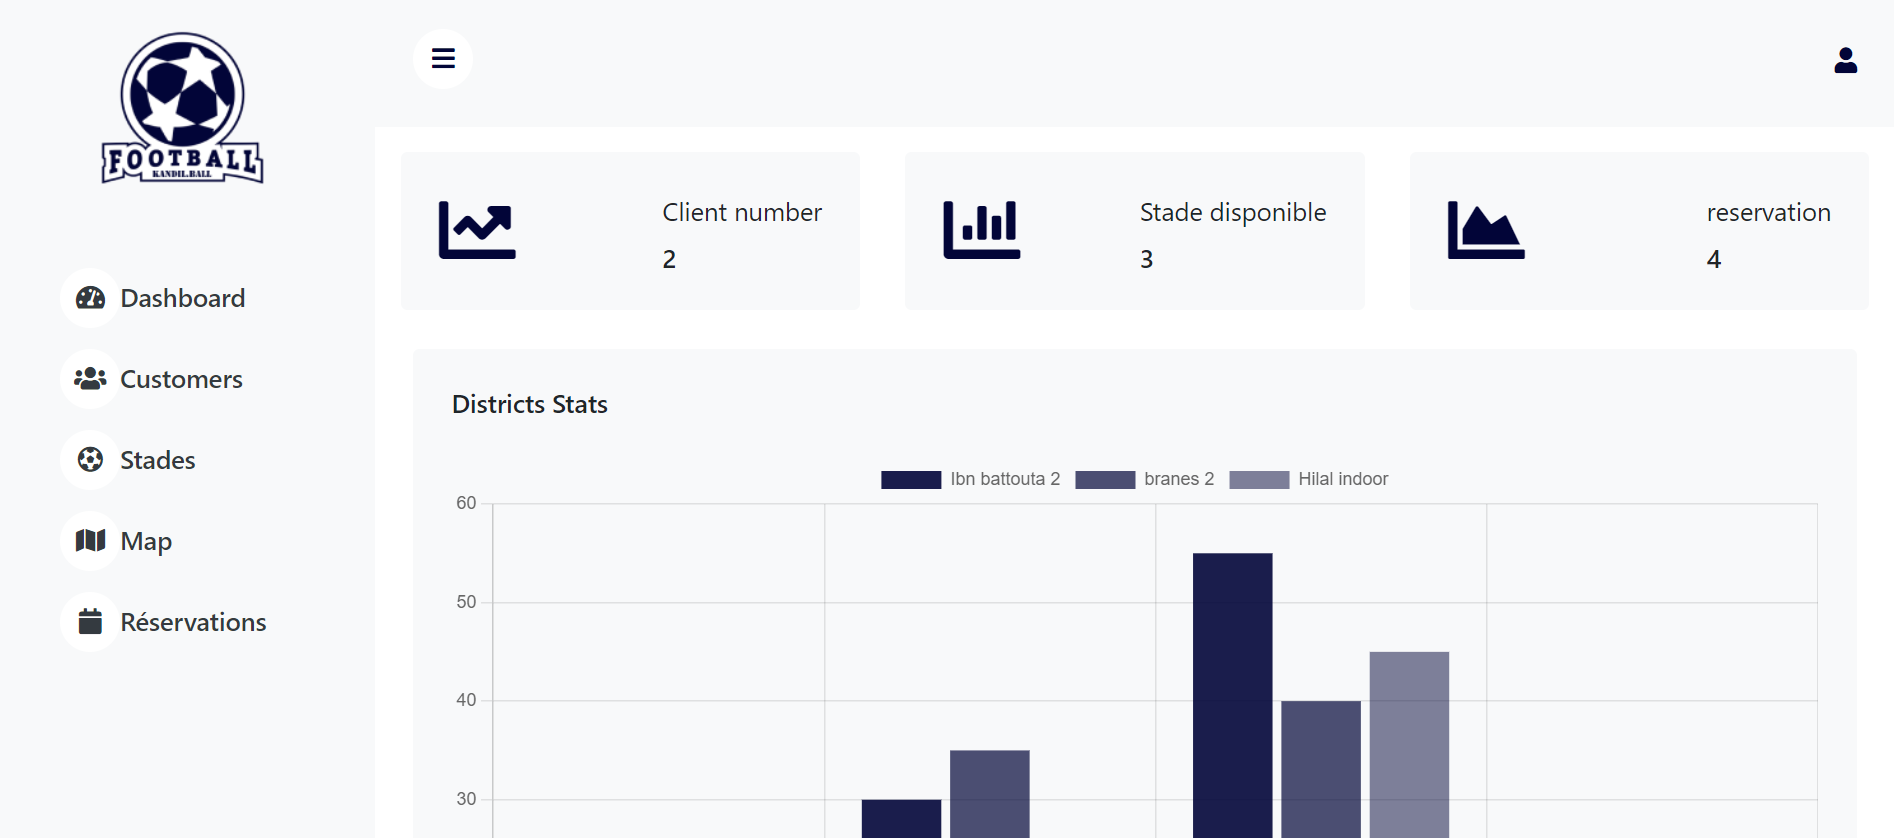 FOOTBALL
KANDIL.BALL
Dashboard
Customers
Stades
Map
Réservations
Client number
2
Stade disponible
3
reservation
4
Districts Stats
Ibn battouta 2 branes 2 Hilal indoor
60
50
40
30